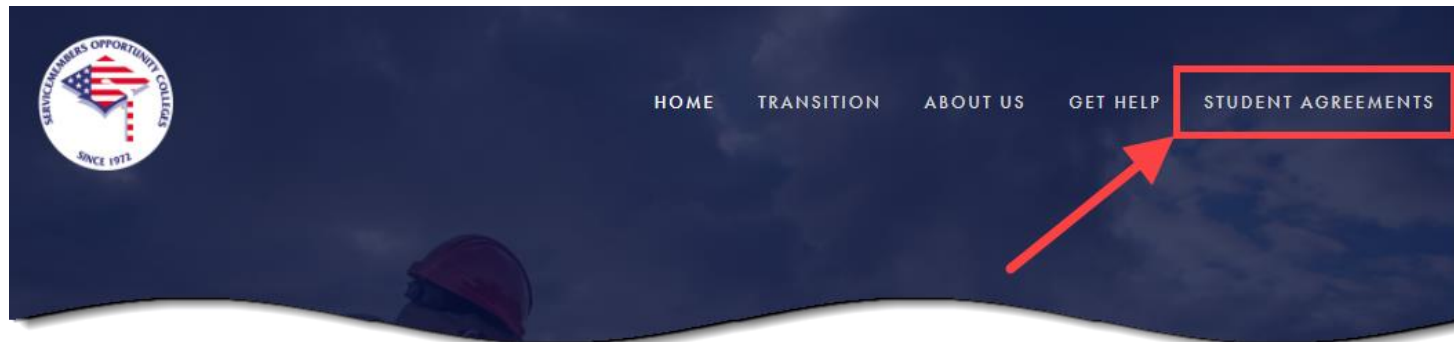 SERVICEMEMBERS OPPORTUNITY COLLEGES
SINCE 1972
HOME TRANSITION ABOUT US GET HELP STUDENT AGREEMENTS